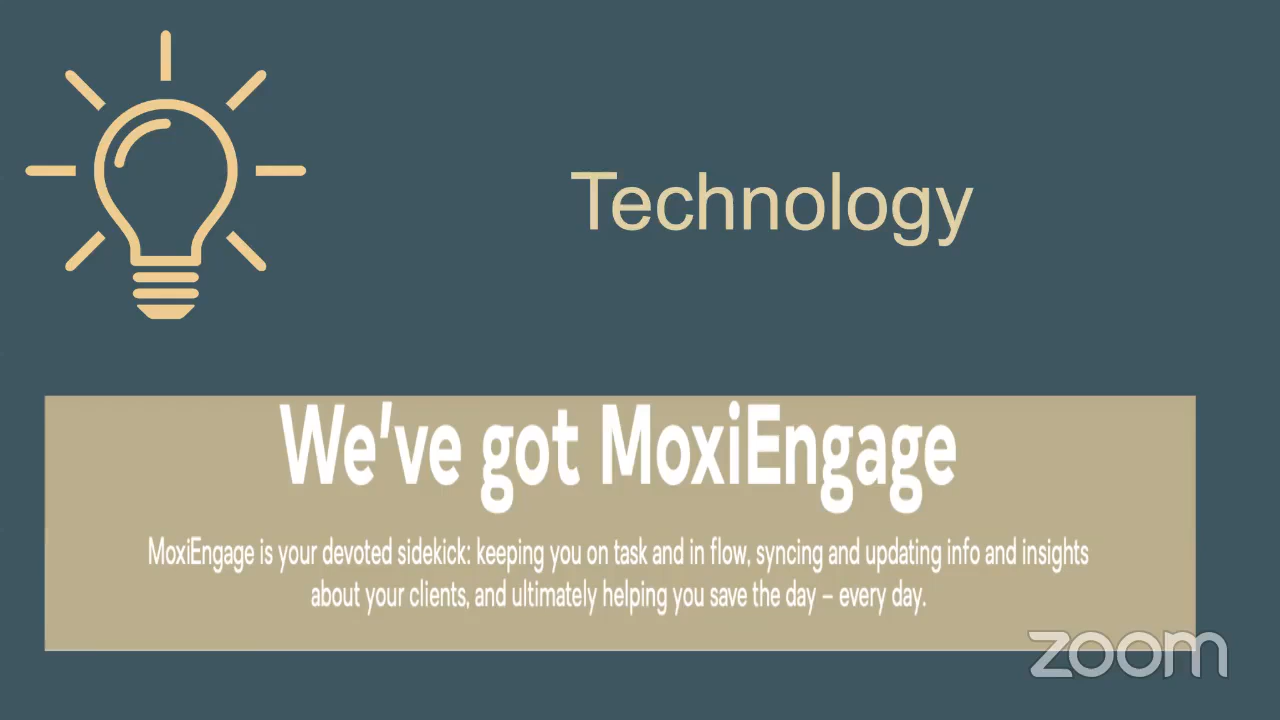 Technology
We've got MoxiEngage
MoxiEngage is your devoted sidekick: keeping you on task and in flow, syncing and updating info and insights
about your clients, and ultimately helping you save the day – every day.
zoom